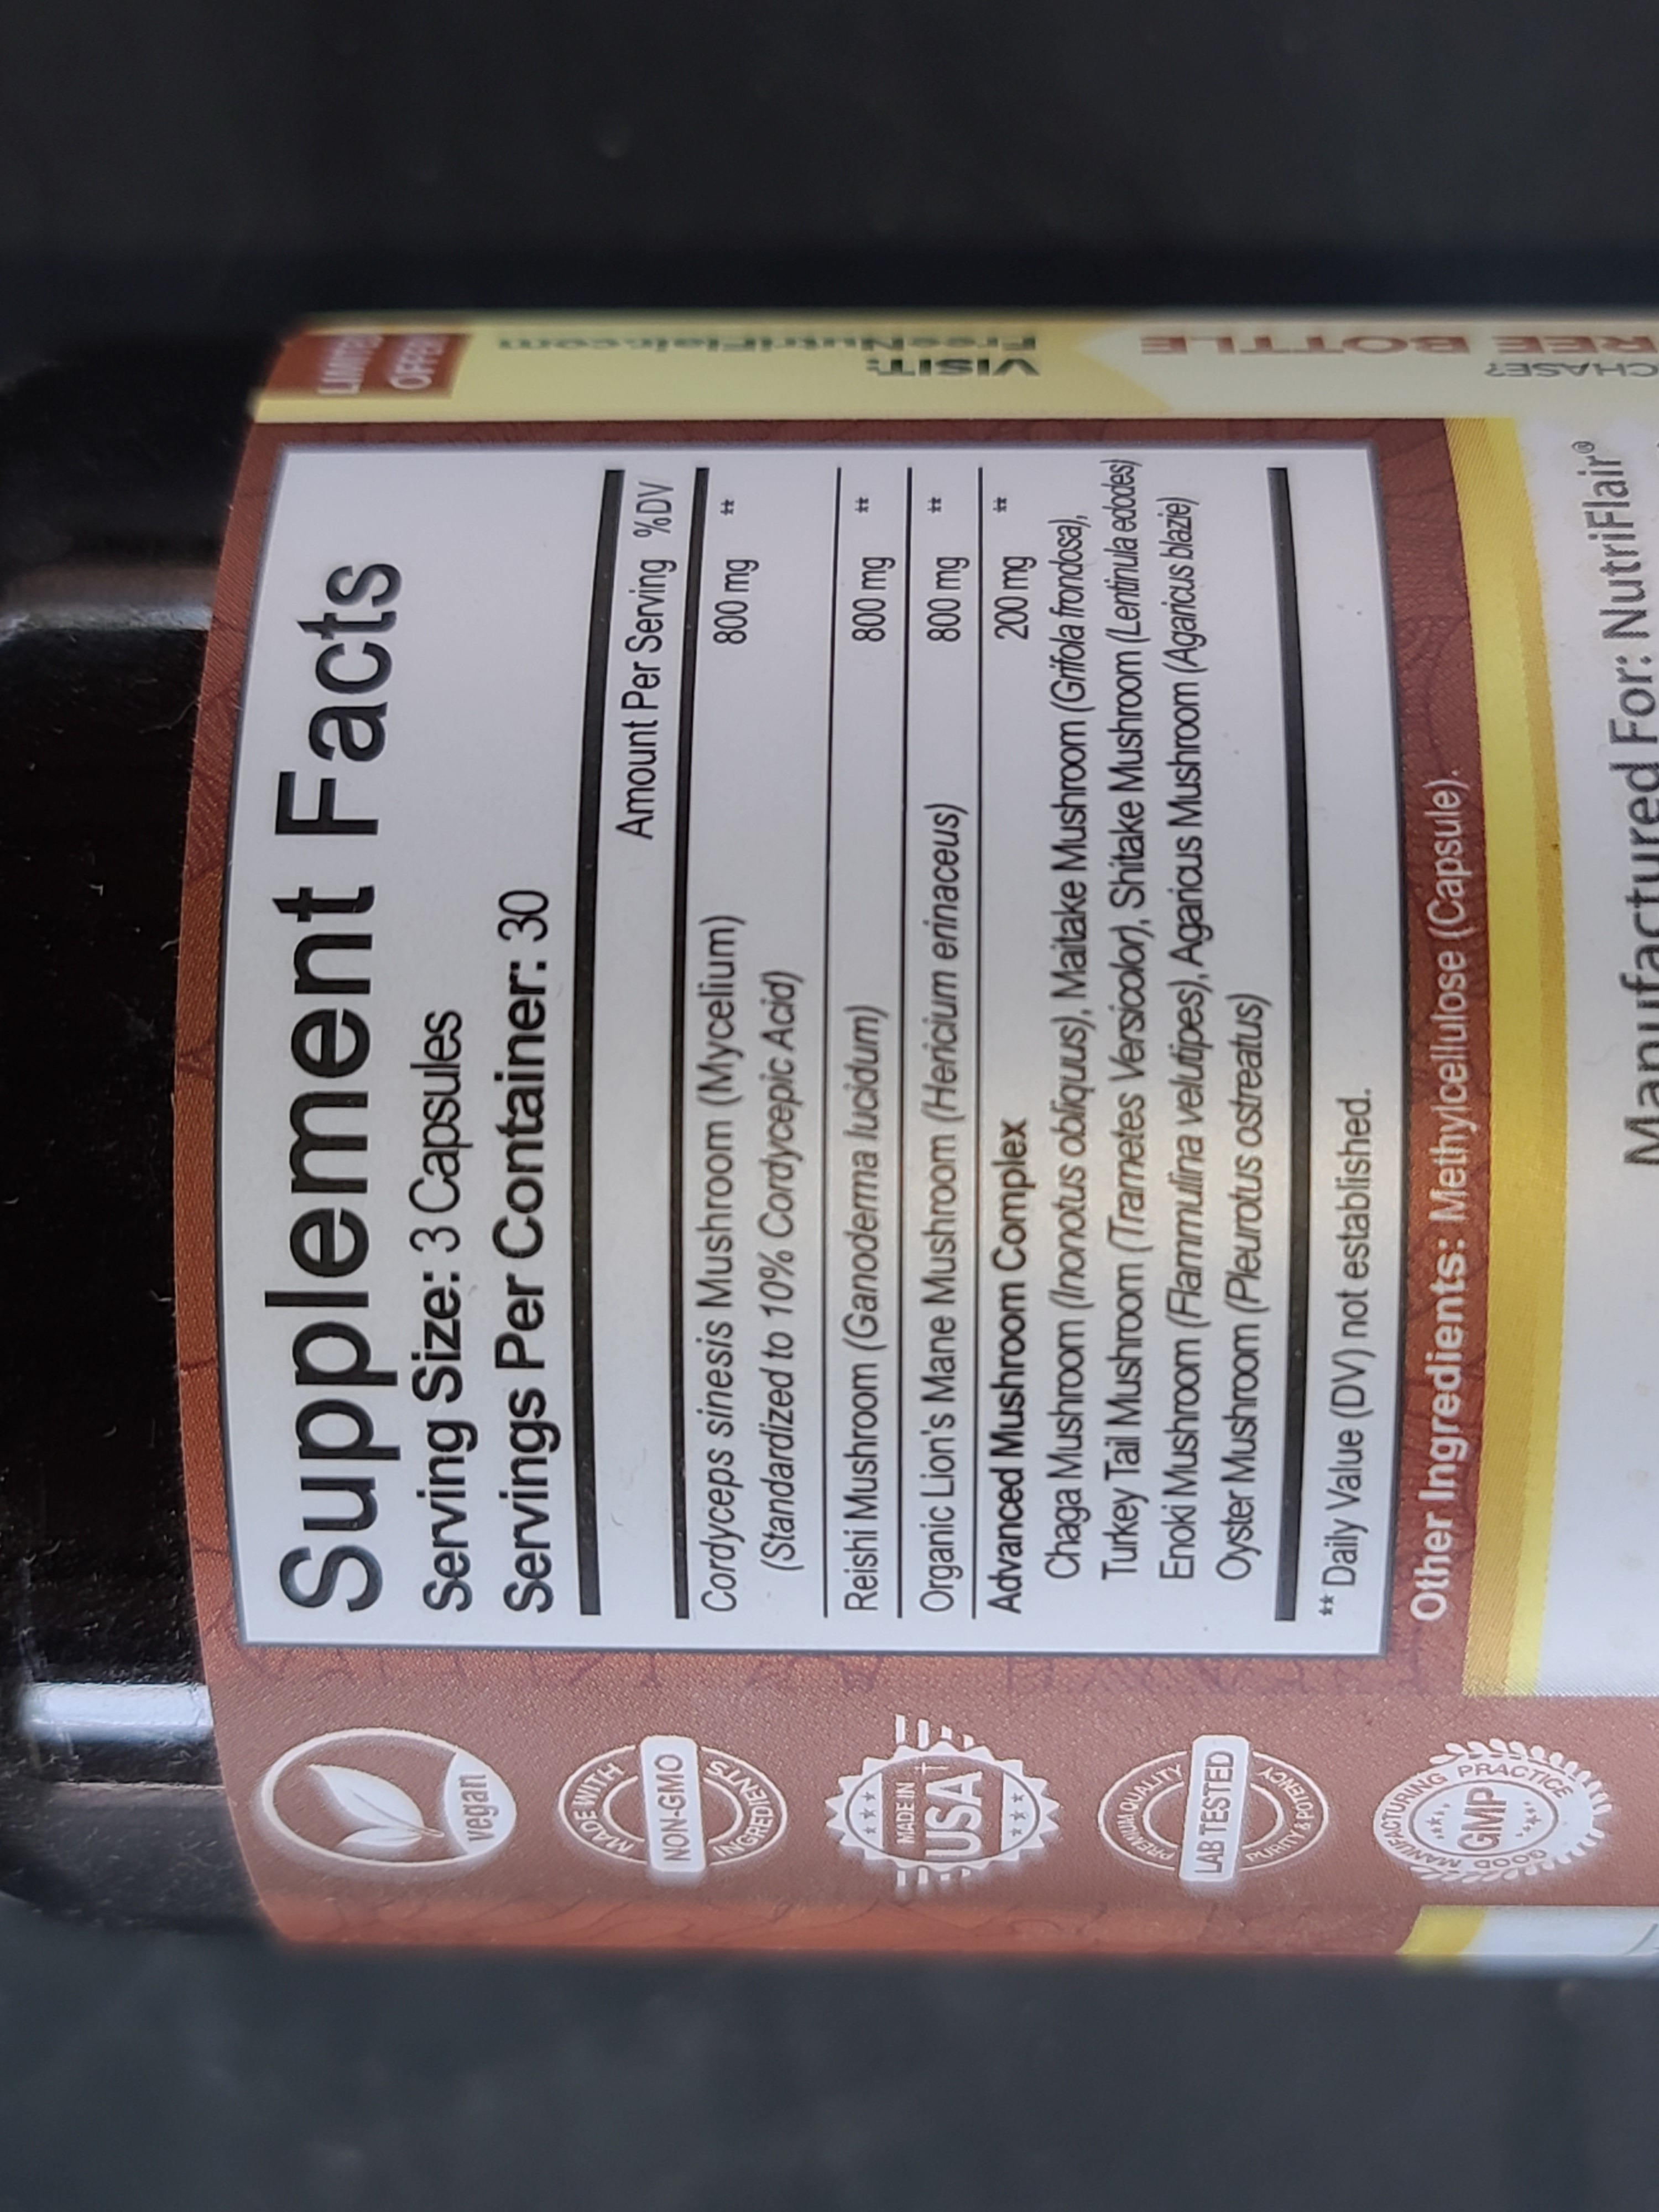 Supplement Facts
Serving Size: 3 Capsules
Servings Per Container: 30
Amount Per Serving %DV
Cordyceps sinesis Mushroom (Mycelium) 800 mg **
(Standardized to 10% Cordycepic Acid)
Reishi Mushroom (Ganoderma lucidum) 800 mg **
Organic Lion's Mane Mushroom (Hericium erinaceus) 800 mg **
Advanced Mushroom Complex 200 mg **
Chaga Mushroom (Inonotus obliquus), Maitake Mushroom (Grifola frondosa),
Turkey Tail Mushroom (Trametes Versicolor), Shitake Mushroom (Lentinula edodes)
Enoki Mushroom (Flammulina velutipes), Agaricus Mushroom (Agaricus blazie)
Oyster Mushroom (Pleurotus ostreatus)
** Daily Value (DV) not established.
Other Ingredients: Methylcellulose (Capsule).
Manufactured For: NutriFlair®
vegan
MADE WITH
NON-GMO
INGREDIENTS
MADE IN
USA
PREMIUM QUALITY
LAB TESTED
PURITY & POTENCY
GOOD MANUFACTURING PRACTICE
GMP
LIMITED
OFFER
CHASE?
REE BOTTLE
VISIT:
FreeNutriFlair.com